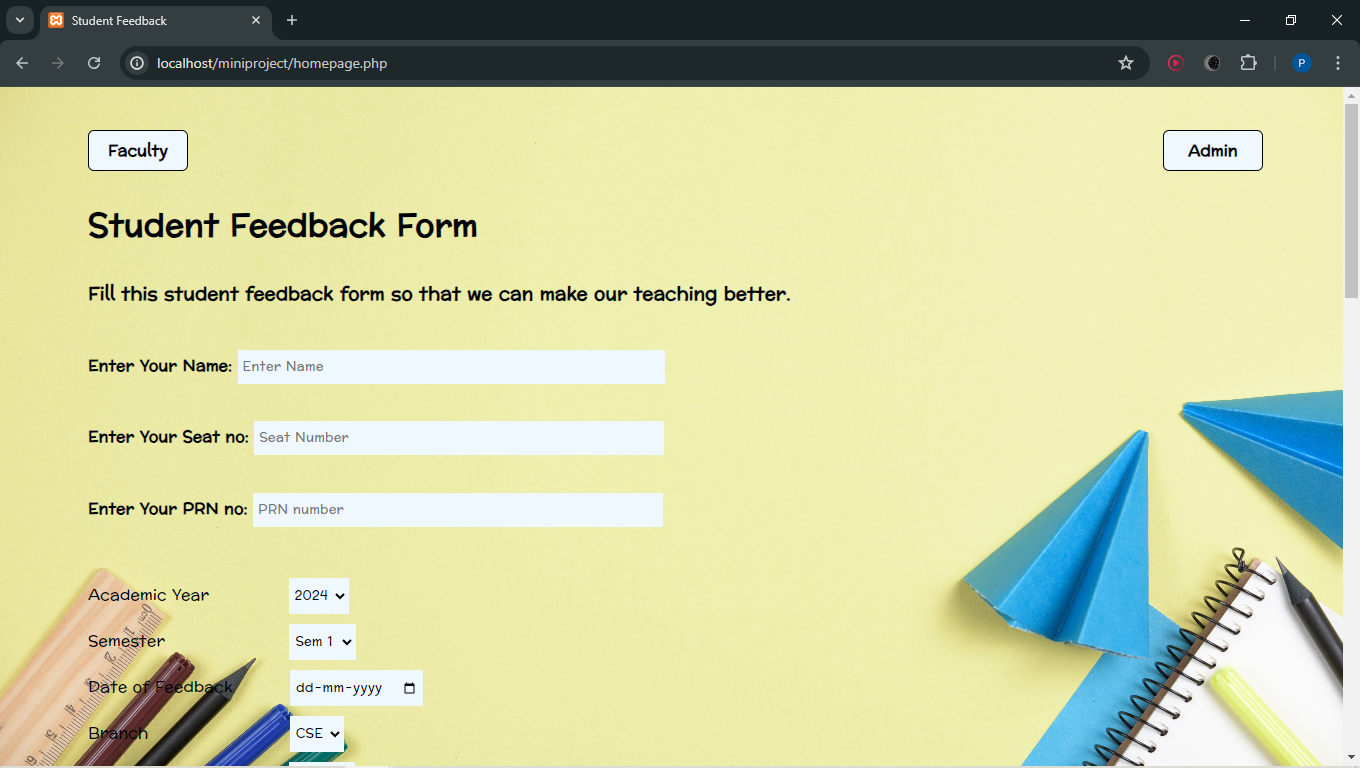 Student Feedback
localhost/miniproject/homepage.php
P
Faculty
Admin
Student Feedback Form
Fill this student feedback form so that we can make our teaching better.
Enter Your Name: Enter Name
Enter Your Seat no: Seat Number
Enter Your PRN no: PRN number
Academic Year 2024
Semester Sem 1
Date of Feedback dd-mm-yyyy
Branch CSE